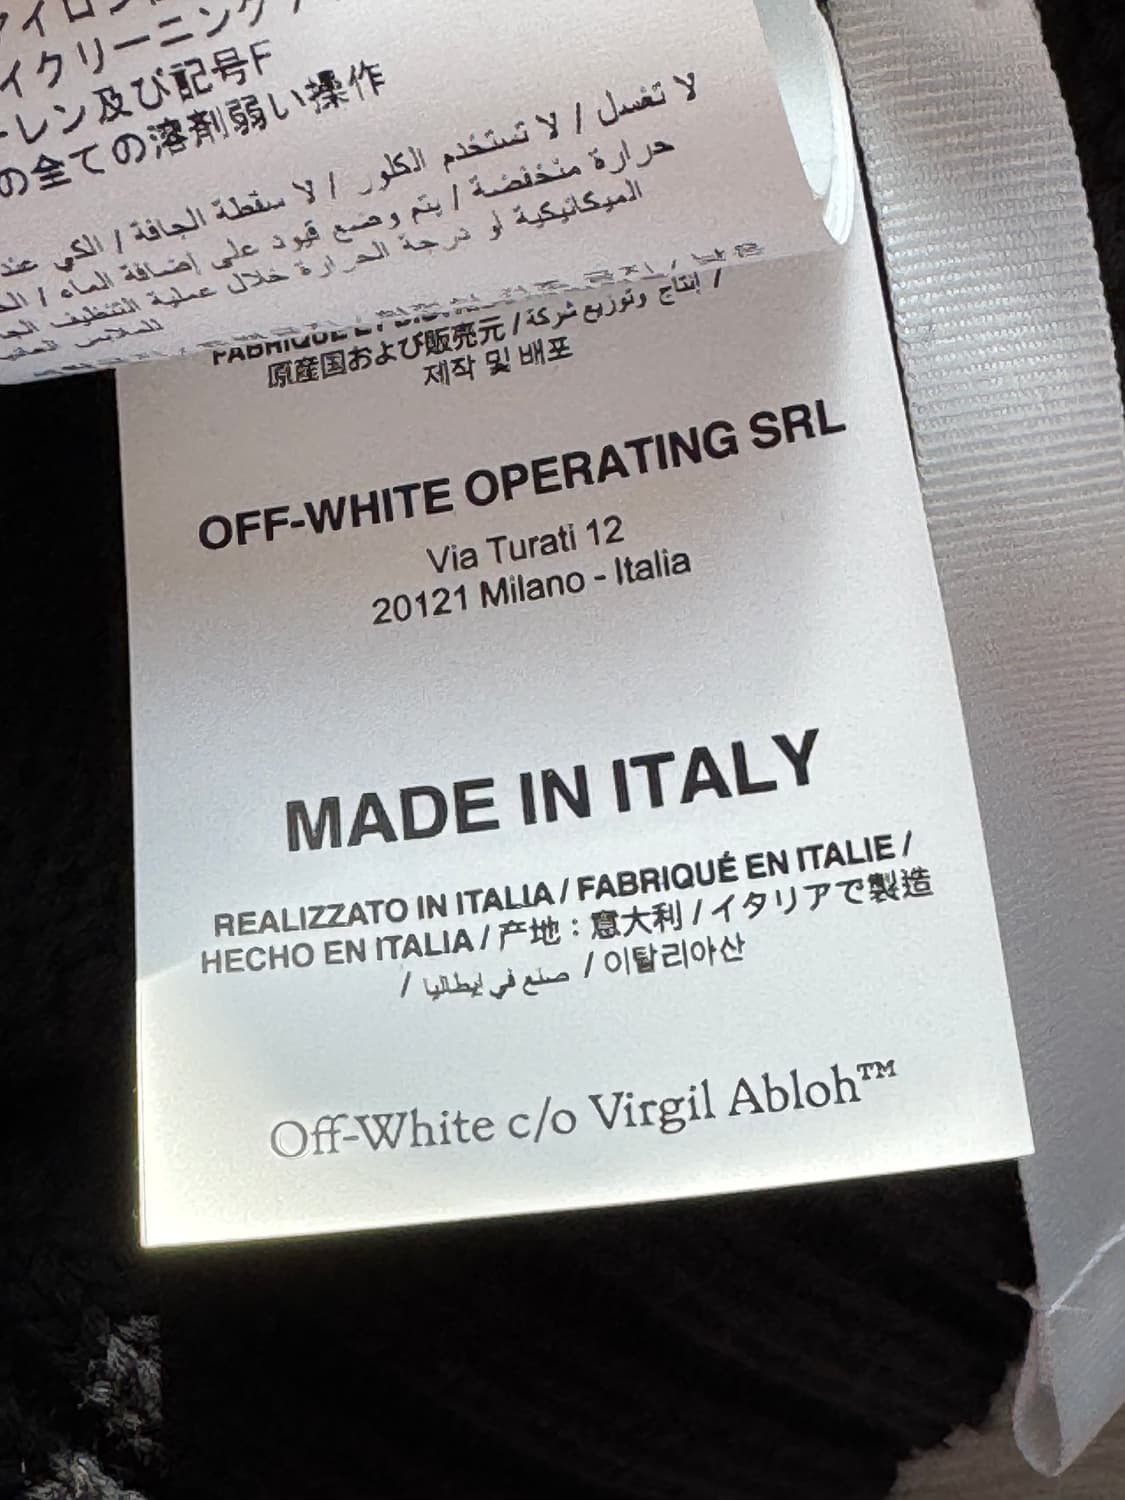 イクリーニング
レン及び記号F
の全ての溶剤弱い操作
لا تغسل / لا تستخدم الكلور / لا سقطة الجافة / الكي عند
حرارة منخفضة / يتم وضع قيود على إضافة الماء /
الميكانيكية أو درجة الحرارة خلال عملية التنظيف
للملابس
FABRIQUÉ ET
原産国および販売元 / إنتاج وتوزيع شركة /
제작 및 배포
OFF-WHITE OPERATING SRL
Via Turati 12
20121 Milano - Italia
MADE IN ITALY
REALIZZATO IN ITALIA / FABRIQUÉ EN ITALIE /
HECHO EN ITALIA / 产地：意大利 / イタリアで製造
/ صنع في إيطاليا / 이탈리아산
Off-White c/o Virgil Abloh™